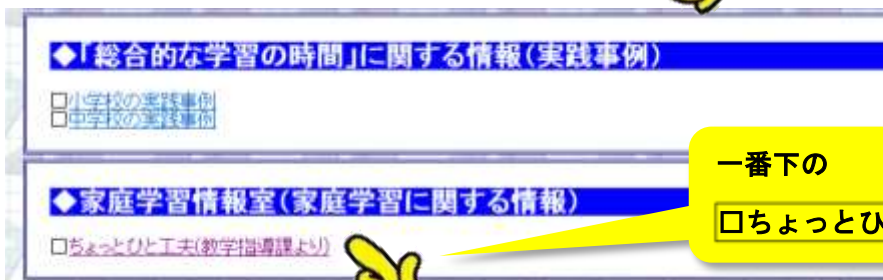 ◆「総合的な学習の時間」に関する情報(実践事例)
□小学校の実践事例
□中学校の実践事例
◆家庭学習情報室(家庭学習に関する情報)
□ちょっとひと工夫(教学指導課より)
一番下の
□ちょっとひ